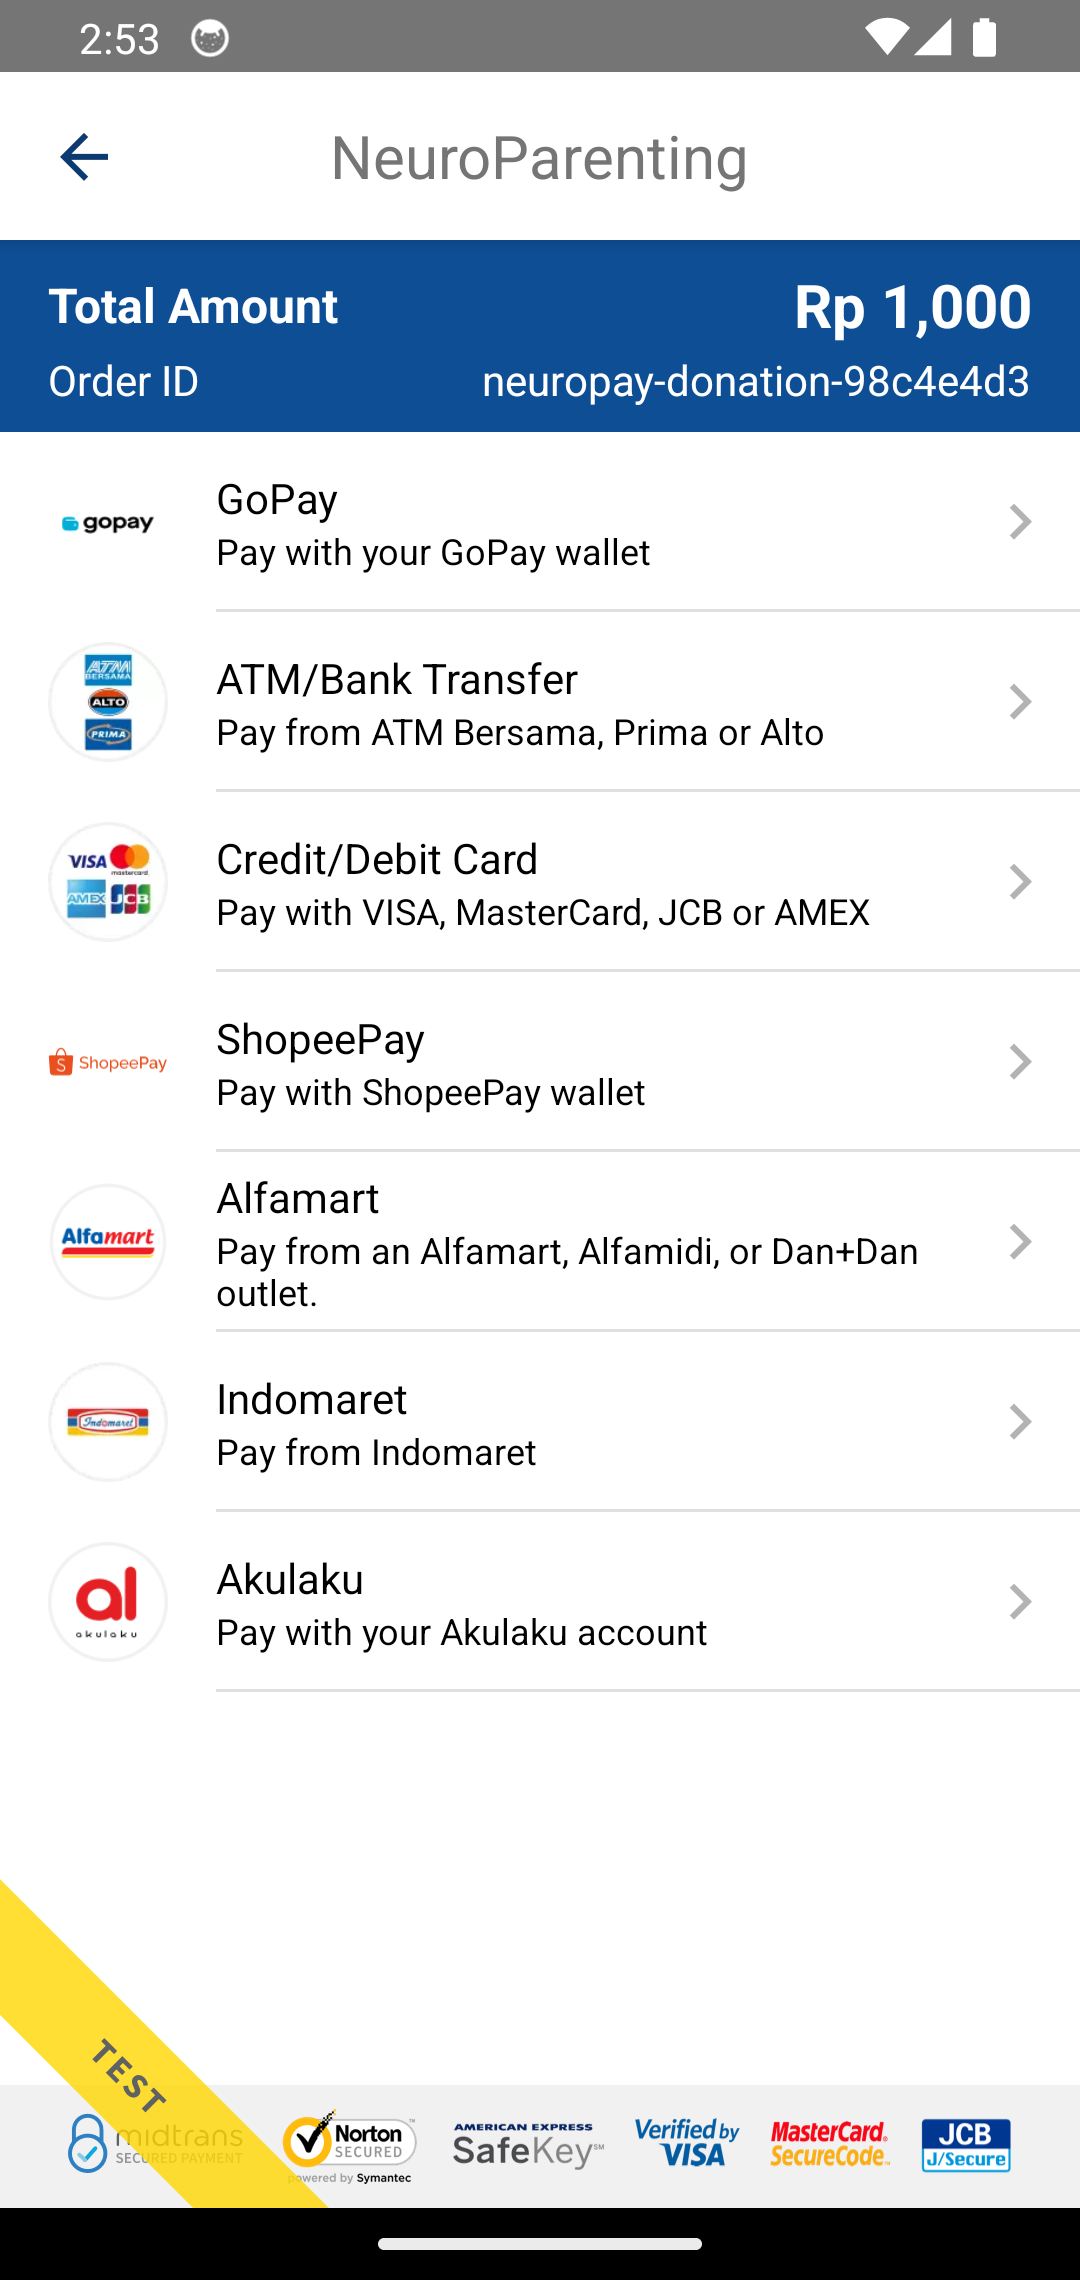 2:53
NeuroParenting
Total Amount
Rp 1,000
Order ID
neuropay-donation-98c4e4d3
gopay
GoPay
Pay with your GoPay wallet
ATM
BERSAMA
ALTO
PRIMA
ATM/Bank Transfer
Pay from ATM Bersama, Prima or Alto
VISA
mastercard
AMEX
JCB
Credit/Debit Card
Pay with VISA, MasterCard, JCB or AMEX
S ShopeePay
ShopeePay
Pay with ShopeePay wallet
Alfamart
Alfamart
Pay from an Alfamart, Alfamidi, or Dan+Dan
outlet.
Indomaret
Indomaret
Pay from Indomaret
al
akulaku
Akulaku
Pay with your Akulaku account
TEST
midtrans
SECURED PAYMENT
Norton
SECURED
powered by Symantec
AMERICAN EXPRESS
SafeKey℠
Verified by
VISA
MasterCard®
SecureCode™
JCB
J/Secure